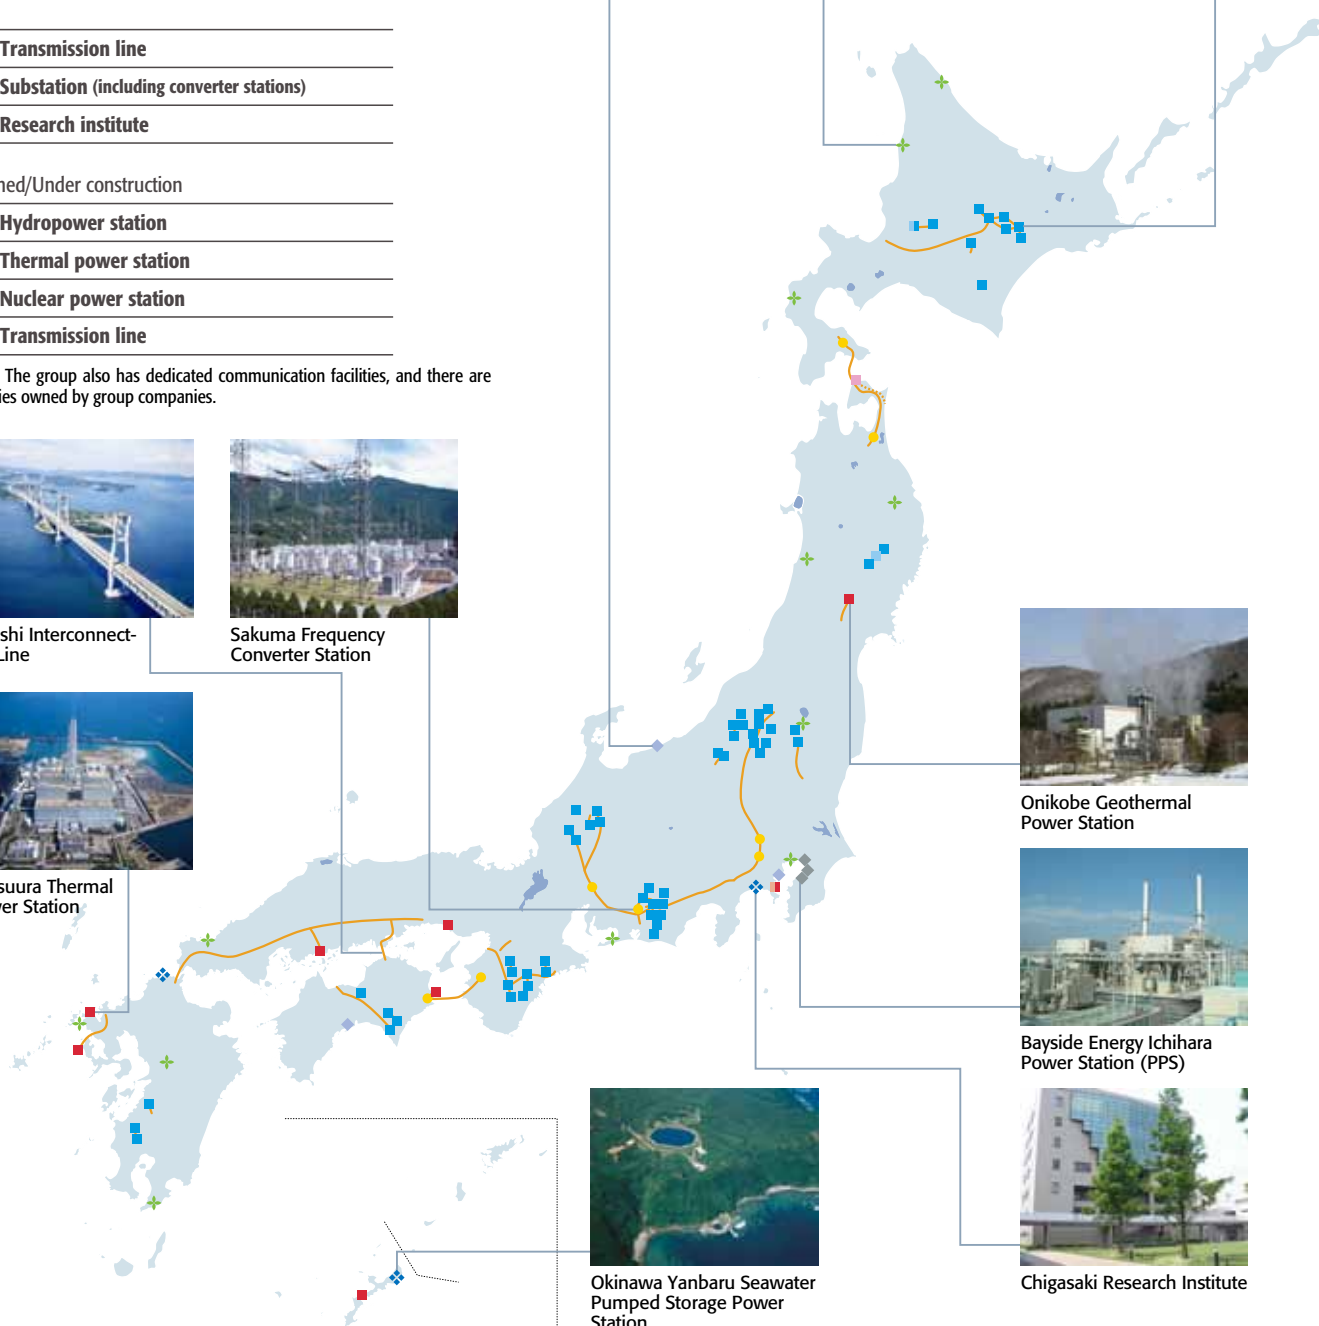 Transmission line
Substation (including converter stations)
Research institute
ned/Under construction
Hydropower station
Thermal power station
Nuclear power station
Transmission line
The group also has dedicated communication facilities, and there are
ies owned by group companies.
shi Interconnect-
Line
Sakuma Frequency
Converter Station
suura Thermal
er Station
Onikobe Geothermal
Power Station
Bayside Energy Ichihara
Power Station (PPS)
Okinawa Yanbaru Seawater
Pumped Storage Power
Station
Chigasaki Research Institute